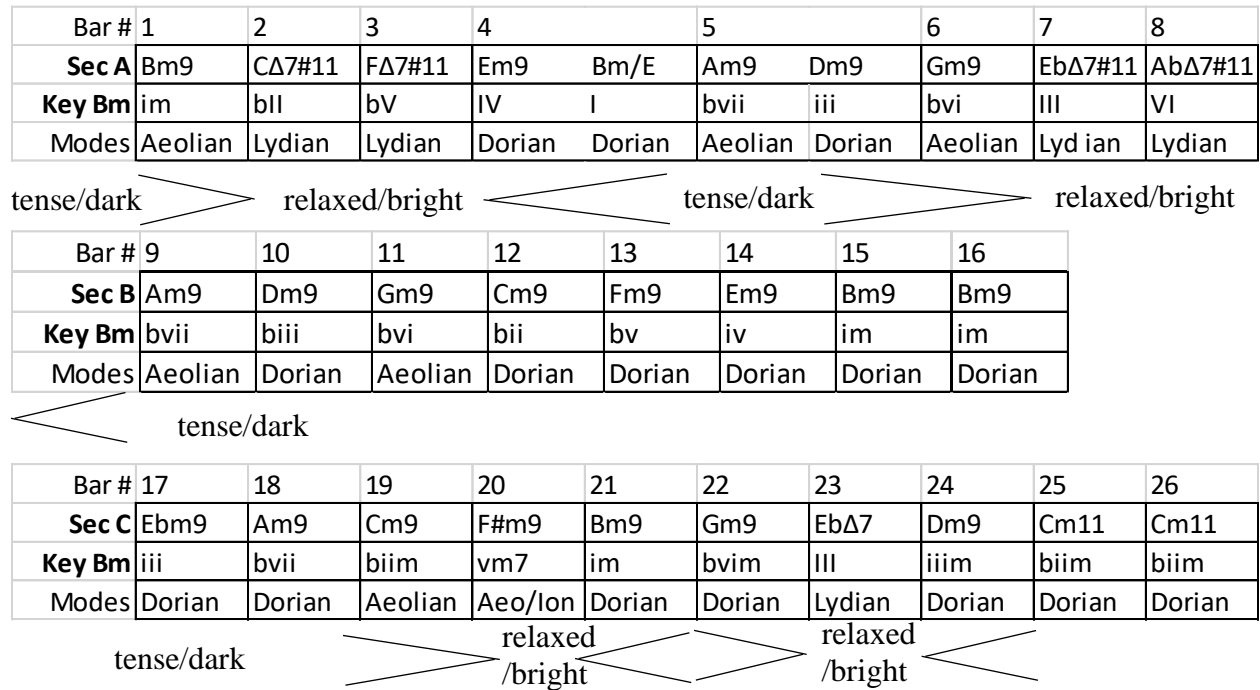 Bar # 1 2 3 4 5 6 7 8
Sec A Bm9 CΔ7#11 FΔ7#11 Em9 Bm/E Am9 Dm9 Gm9 EbΔ7#11 AbΔ7#11
Key Bm im bII bV IV I bvii iii bvi III VI
Modes Aeolian Lydian Lydian Dorian Dorian Aeolian Dorian Aeolian Lyd ian Lydian
tense/dark relaxed/bright tense/dark relaxed/bright
Bar # 9 10 11 12 13 14 15 16
Sec B Am9 Dm9 Gm9 Cm9 Fm9 Em9 Bm9 Bm9
Key Bm bvii biii bvi bii bv iv im im
Modes Aeolian Dorian Aeolian Dorian Dorian Dorian Dorian Dorian
tense/dark
Bar # 17 18 19 20 21 22 23 24 25 26
Sec C Ebm9 Am9 Cm9 F#m9 Bm9 Gm9 EbΔ7 Dm9 Cm11 Cm11
Key Bm iii bvii biim vm7 im bvim III iiim biim biim
Modes Dorian Dorian Aeolian Aeo/Ion Dorian Dorian Lydian Dorian Dorian Dorian
tense/dark relaxed /bright relaxed /bright